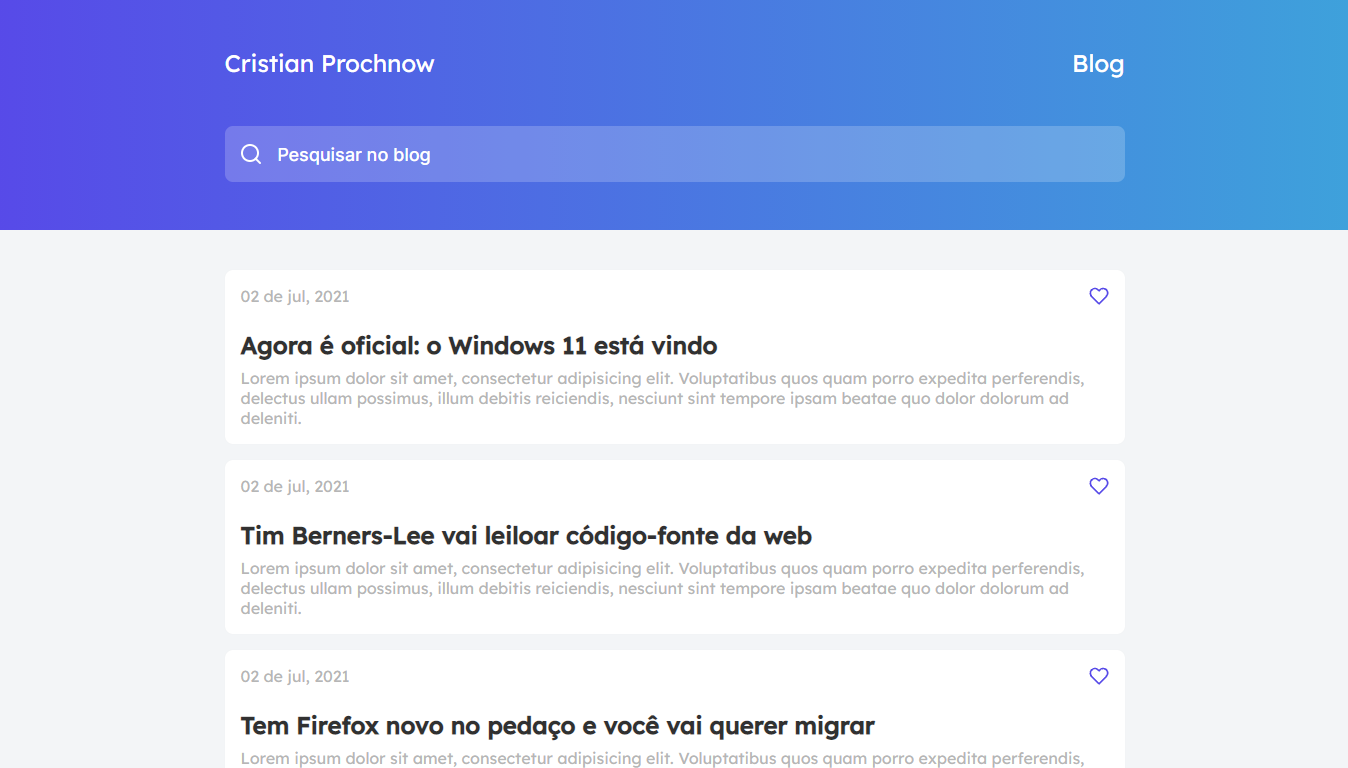 Cristian Prochnow
Blog
Pesquisar no blog
02 de jul, 2021
Agora é oficial: o Windows 11 está vindo
Lorem ipsum dolor sit amet, consectetur adipisicing elit. Voluptatibus quos quam porro expedita perferendis,
delectus ullam possimus, illum debitis reiciendis, nesciunt sint tempore ipsam beatae quo dolor dolorum ad
deleniti.
02 de jul, 2021
Tim Berners-Lee vai leiloar código-fonte da web
Lorem ipsum dolor sit amet, consectetur adipisicing elit. Voluptatibus quos quam porro expedita perferendis,
delectus ullam possimus, illum debitis reiciendis, nesciunt sint tempore ipsam beatae quo dolor dolorum ad
deleniti.
02 de jul, 2021
Tem Firefox novo no pedaço e você vai querer migrar
Lorem ipsum dolor sit amet, consectetur adipisicing elit. Voluptatibus quos quam porro expedita perferendis,